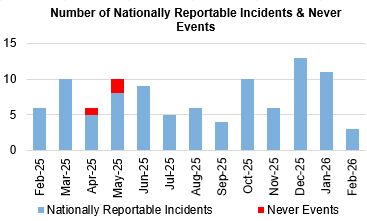 Number of Nationally Reportable Incidents & Never
Events
15
10
5
0
Feb-25
Mar-25
Apr-25
May-25
Jun-25
Jul-25
Aug-25
Sep-25
Oct-25
Nov-25
Dec-25
Jan-26
Feb-26
Nationally Reportable Incidents
Never Events